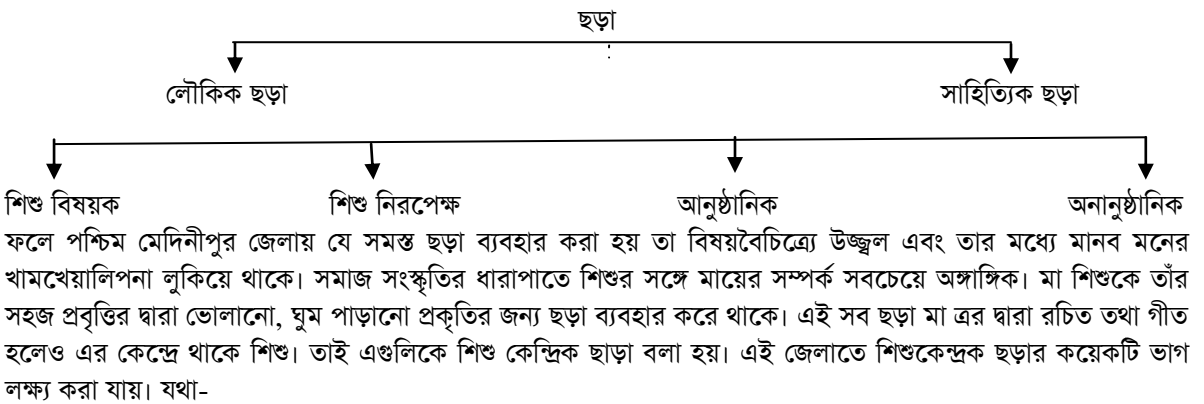 ছড়া
লৌকিক ছড়া সাহিত্যিক ছড়া
শিশু বিষয়ক শিশু নিরপেক্ষ আনুষ্ঠানিক অনানুষ্ঠানিক
ফলে পশ্চিম মেদিনীপুর জেলায় যে সমস্ত ছড়া ব্যবহার করা হয় তা বিষয়বৈচিত্র্যে উজ্জ্বল এবং তার মধ্যে মানব মনের
খামখেয়ালিপনা লুকিয়ে থাকে। সমাজ সংস্কৃতির ধারাপাতে শিশুর সঙ্গে মায়ের সম্পর্ক সবচেয়ে অঙ্গাঙ্গিক। মা শিশুকে তাঁর
সহজ প্রবৃত্তির দ্বারা ভোলানো, ঘুম পাড়ানো প্রকৃতির জন্য ছড়া ব্যবহার করে থাকে। এই সব ছড়া মা ত্রর দ্বারা রচিত তথা গীত
হলেও এর কেন্দ্রে থাকে শিশু। তাই এগুলিকে শিশু কেন্দ্রিক ছাড়া বলা হয়। এই জেলাতে শিশুকেন্দ্রক ছড়ার কয়েকটি ভাগ
লক্ষ্য করা যায়। যথা-